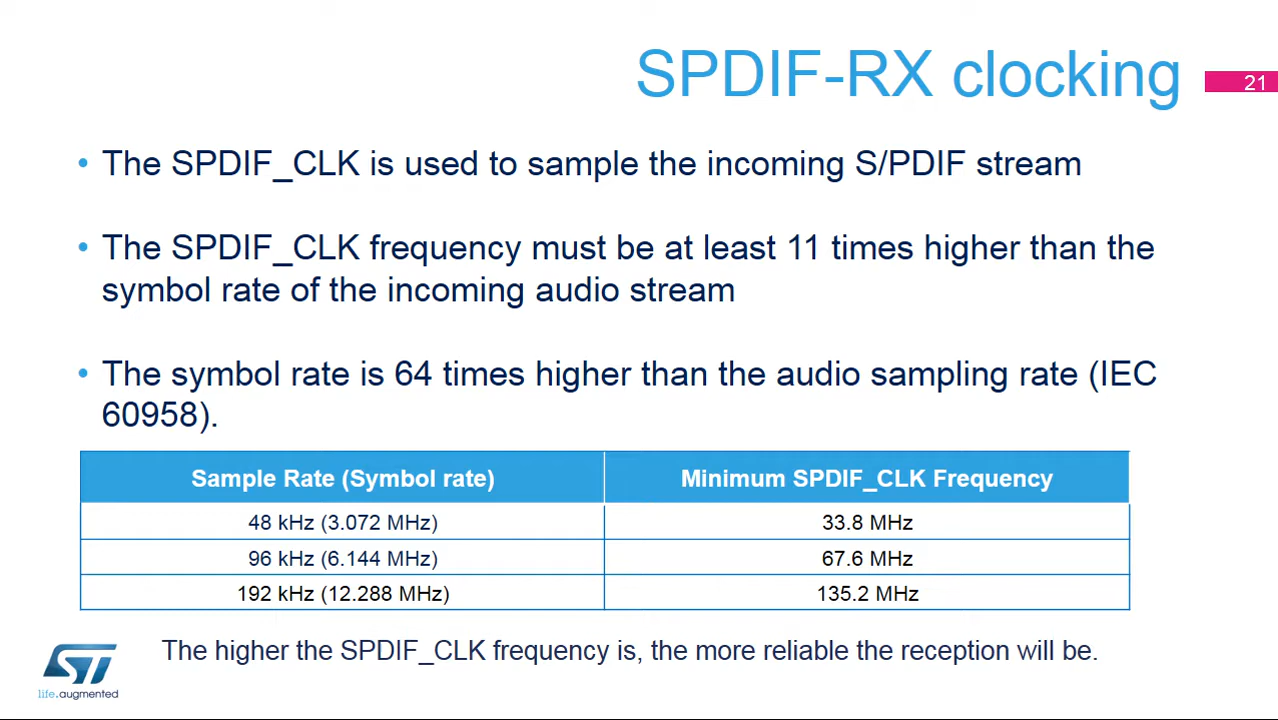 SPDIF-RX clocking
21
• The SPDIF_CLK is used to sample the incoming S/PDIF stream
• The SPDIF_CLK frequency must be at least 11 times higher than the
symbol rate of the incoming audio stream
• The symbol rate is 64 times higher than the audio sampling rate (IEC
60958).
Sample Rate (Symbol rate) Minimum SPDIF_CLK Frequency
48 kHz (3.072 MHz) 33.8 MHz
96 kHz (6.144 MHz) 67.6 MHz
192 kHz (12.288 MHz) 135.2 MHz
The higher the SPDIF_CLK frequency is, the more reliable the reception will be.
ST
life.augmented